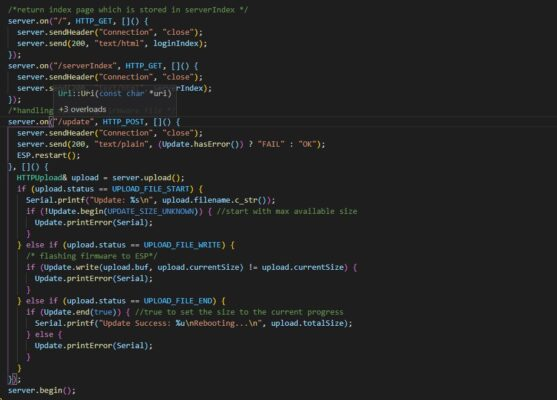 /*return index page which is stored in serverIndex */
server.on("/", HTTP_GET, []() {
  server.sendHeader("Connection", "close");
  server.send(200, "text/html", loginIndex);
});
server.on("/serverIndex", HTTP_GET, []() {
  server.sendHeader("Connection", "close");
Index);
Uri::Uri(const char *uri)
+3 overloads
});
/*handling
server.on("/update", HTTP_POST, []() {
  server.sendHeader("Connection", "close");
  server.send(200, "text/plain", (Update.hasError()) ? "FAIL" : "OK");
  ESP.restart();
}, []() {
  HTTPUpload& upload = server.upload();
  if (upload.status == UPLOAD_FILE_START) {
    Serial.printf("Update: %s\n", upload.filename.c_str());
    if (!Update.begin(UPDATE_SIZE_UNKNOWN)) { //start with max available size
      Update.printError(Serial);
    }
  } else if (upload.status == UPLOAD_FILE_WRITE) {
    /* flashing firmware to ESP*/
    if (Update.write(upload.buf, upload.currentSize) != upload.currentSize) {
      Update.printError(Serial);
    }
  } else if (upload.status == UPLOAD_FILE_END) {
    if (Update.end(true)) { //true to set the size to the current progress
      Serial.printf("Update Success: %u\nRebooting...\n", upload.totalSize);
    } else {
      Update.printError(Serial);
    }
  }
});
server.begin();